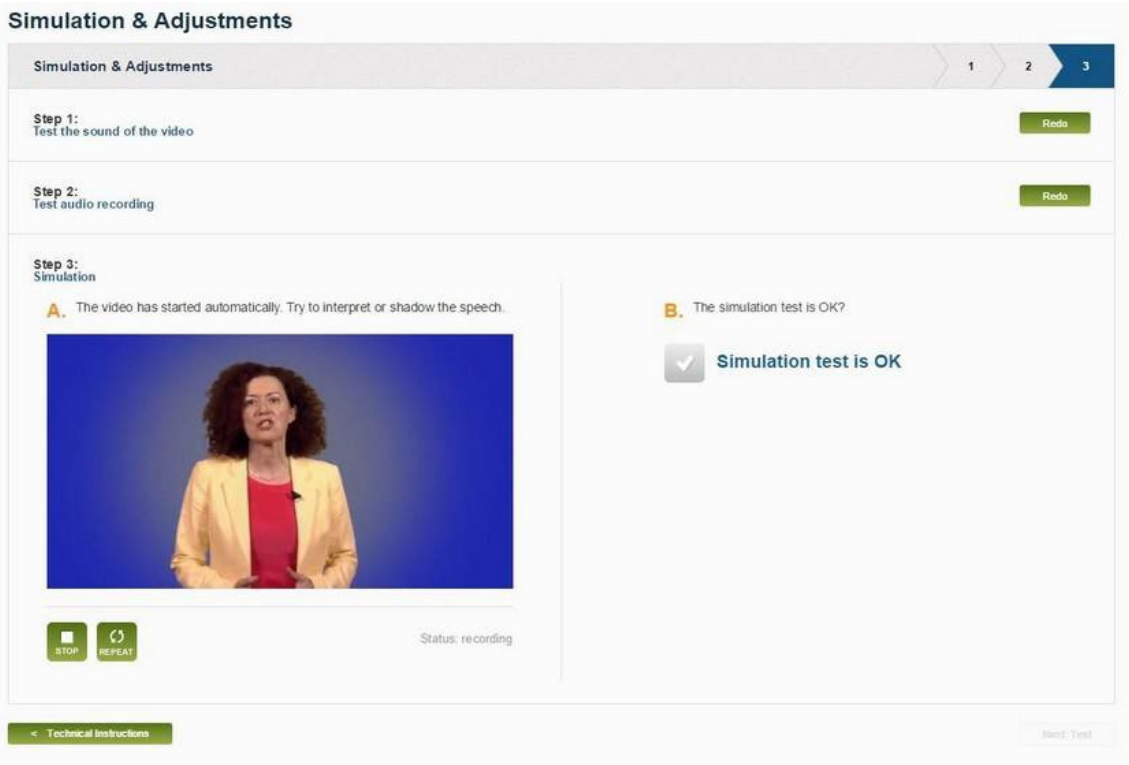 Simulation & Adjustments
Simulation & Adjustments
1
2
3
Step 1:
Test the sound of the video
Redo
Step 2:
Test audio recording
Redo
Step 3:
Simulation
A. The video has started automatically. Try to interpret or shadow the speech.
B. The simulation test is OK?
Simulation test is OK
STOP
REPEAT
Status: recording
< Technical Instructions
Next Test